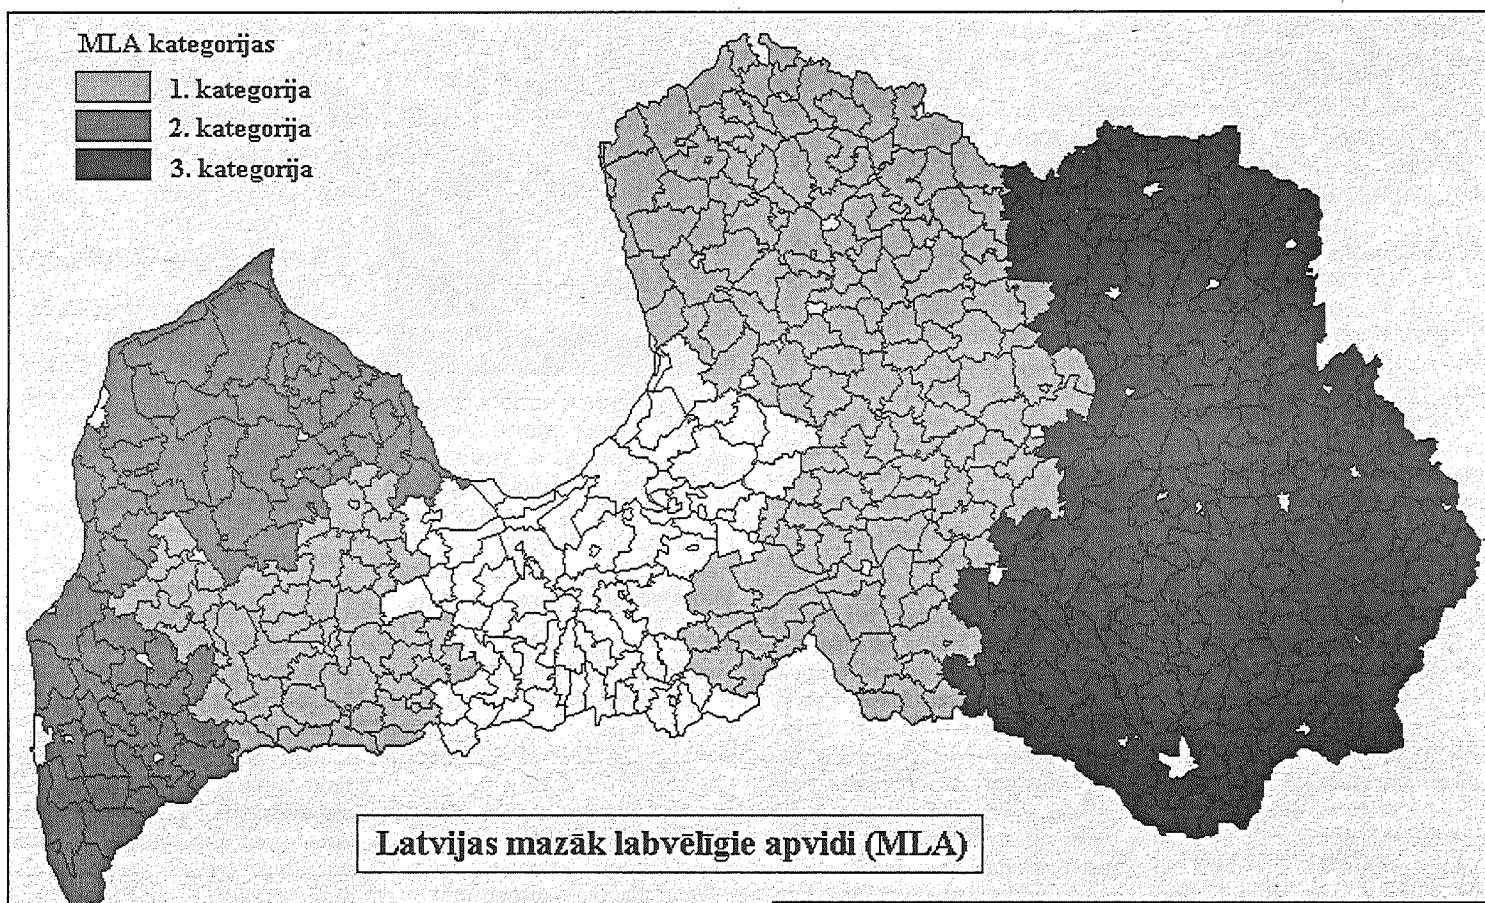 MLA kategorijas
1. kategorija
2. kategorija
3. kategorija
Latvijas mazāk labvēlīgie apvidi (MLA)